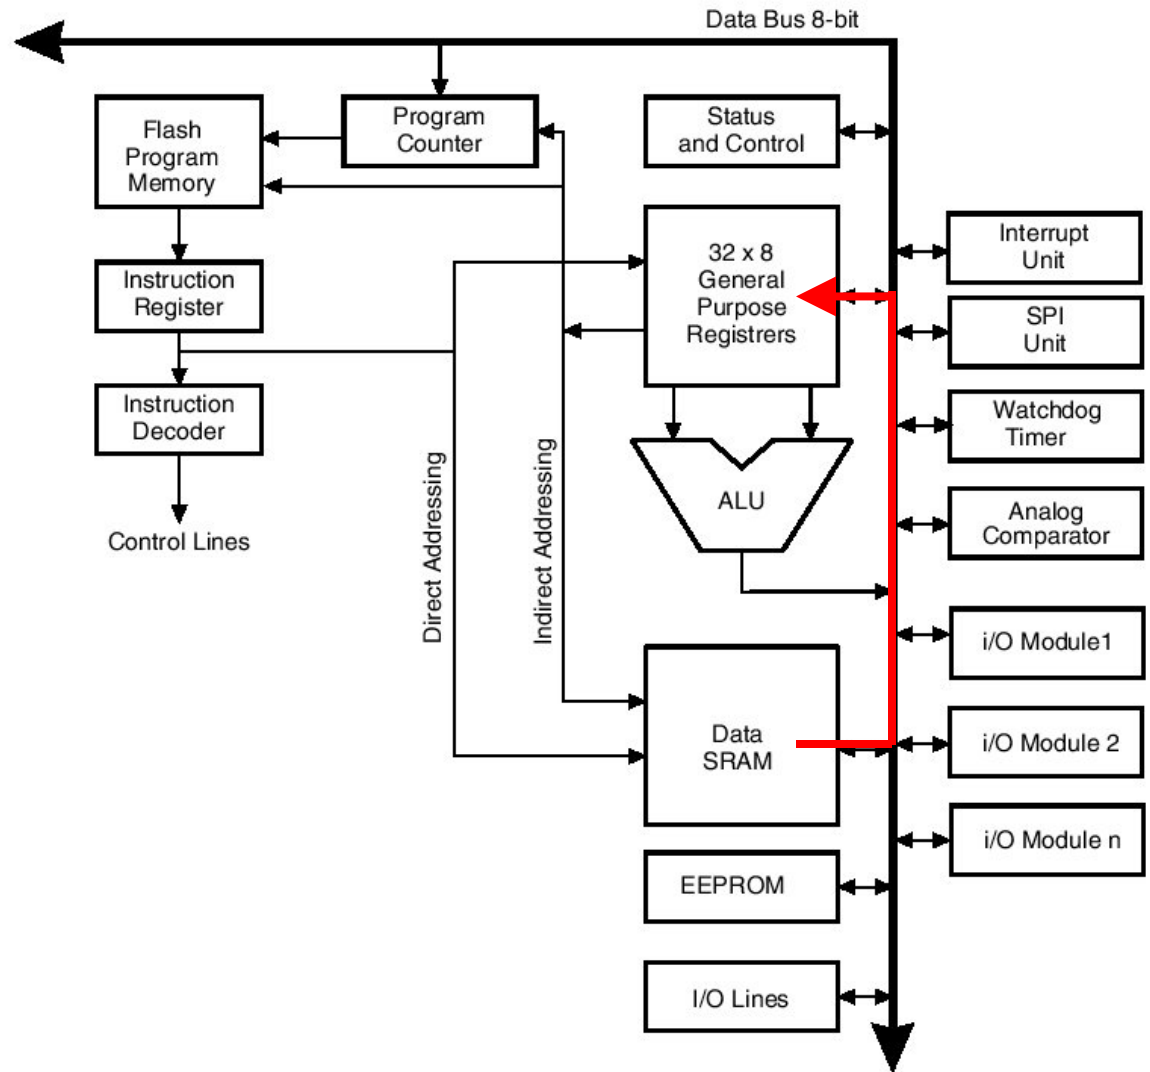 Data Bus 8-bit
Flash
Program
Memory
Program
Counter
Status
and Control
32 x 8
General
Purpose
Registrers
Interrupt
Unit
Instruction
Register
SPI
Unit
Instruction
Decoder
Watchdog
Timer
Control Lines
Direct Addressing
Indirect Addressing
ALU
Analog
Comparator
i/O Module1
Data
SRAM
i/O Module 2
i/O Module n
EEPROM
I/O Lines